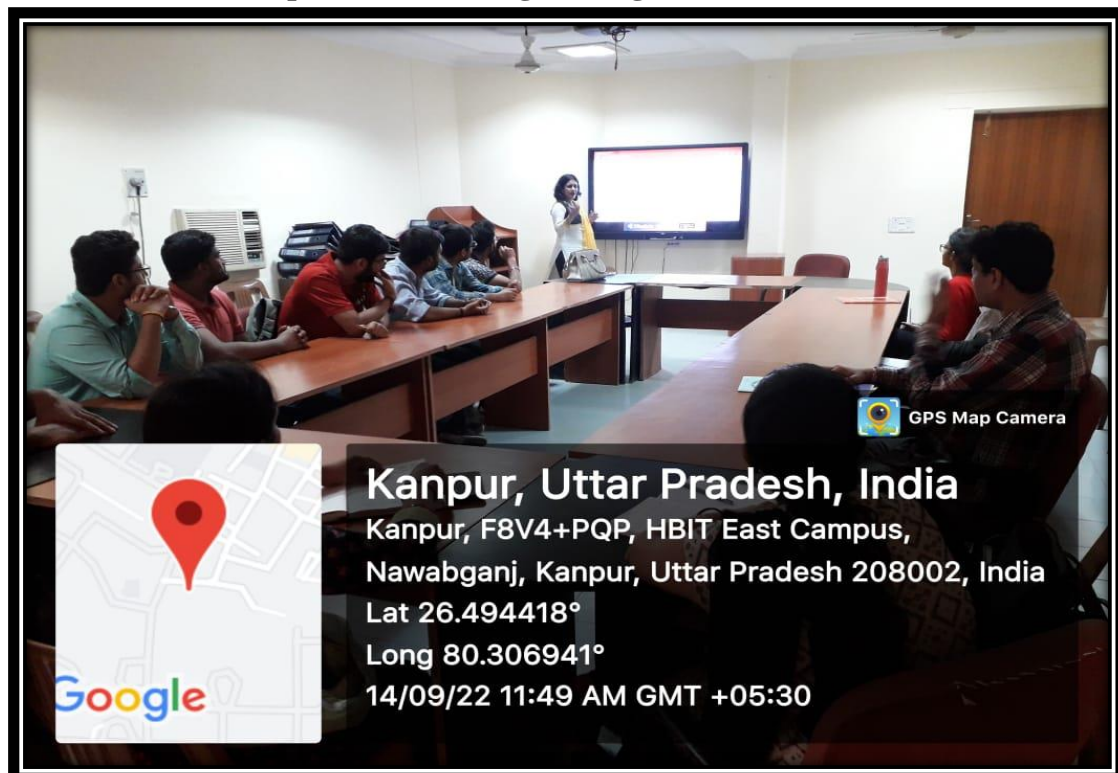 GPS Map Camera
Kanpur, Uttar Pradesh, India
Kanpur, F8V4+PQP, HBIT East Campus,
Nawabganj, Kanpur, Uttar Pradesh 208002, India
Lat 26.494418°
Long 80.306941°
14/09/22 11:49 AM GMT +05:30
Google